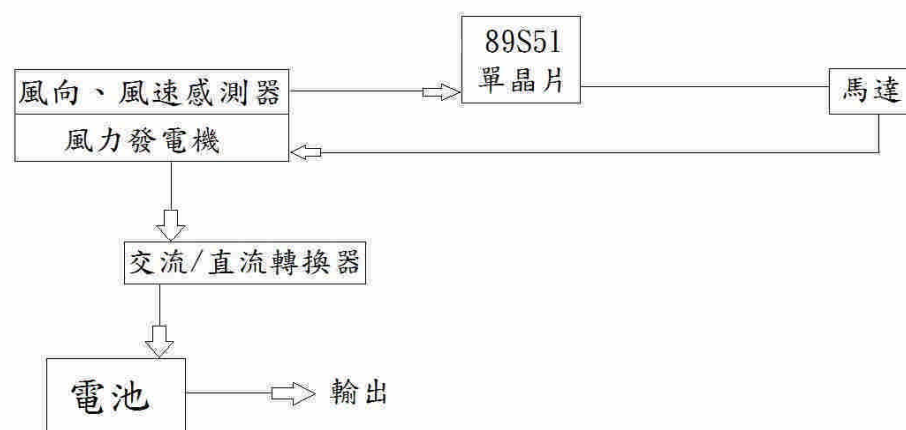 89S51
單晶片
風向、風速感測器
馬達
風力發電機
交流/直流轉換器
電池
輸出